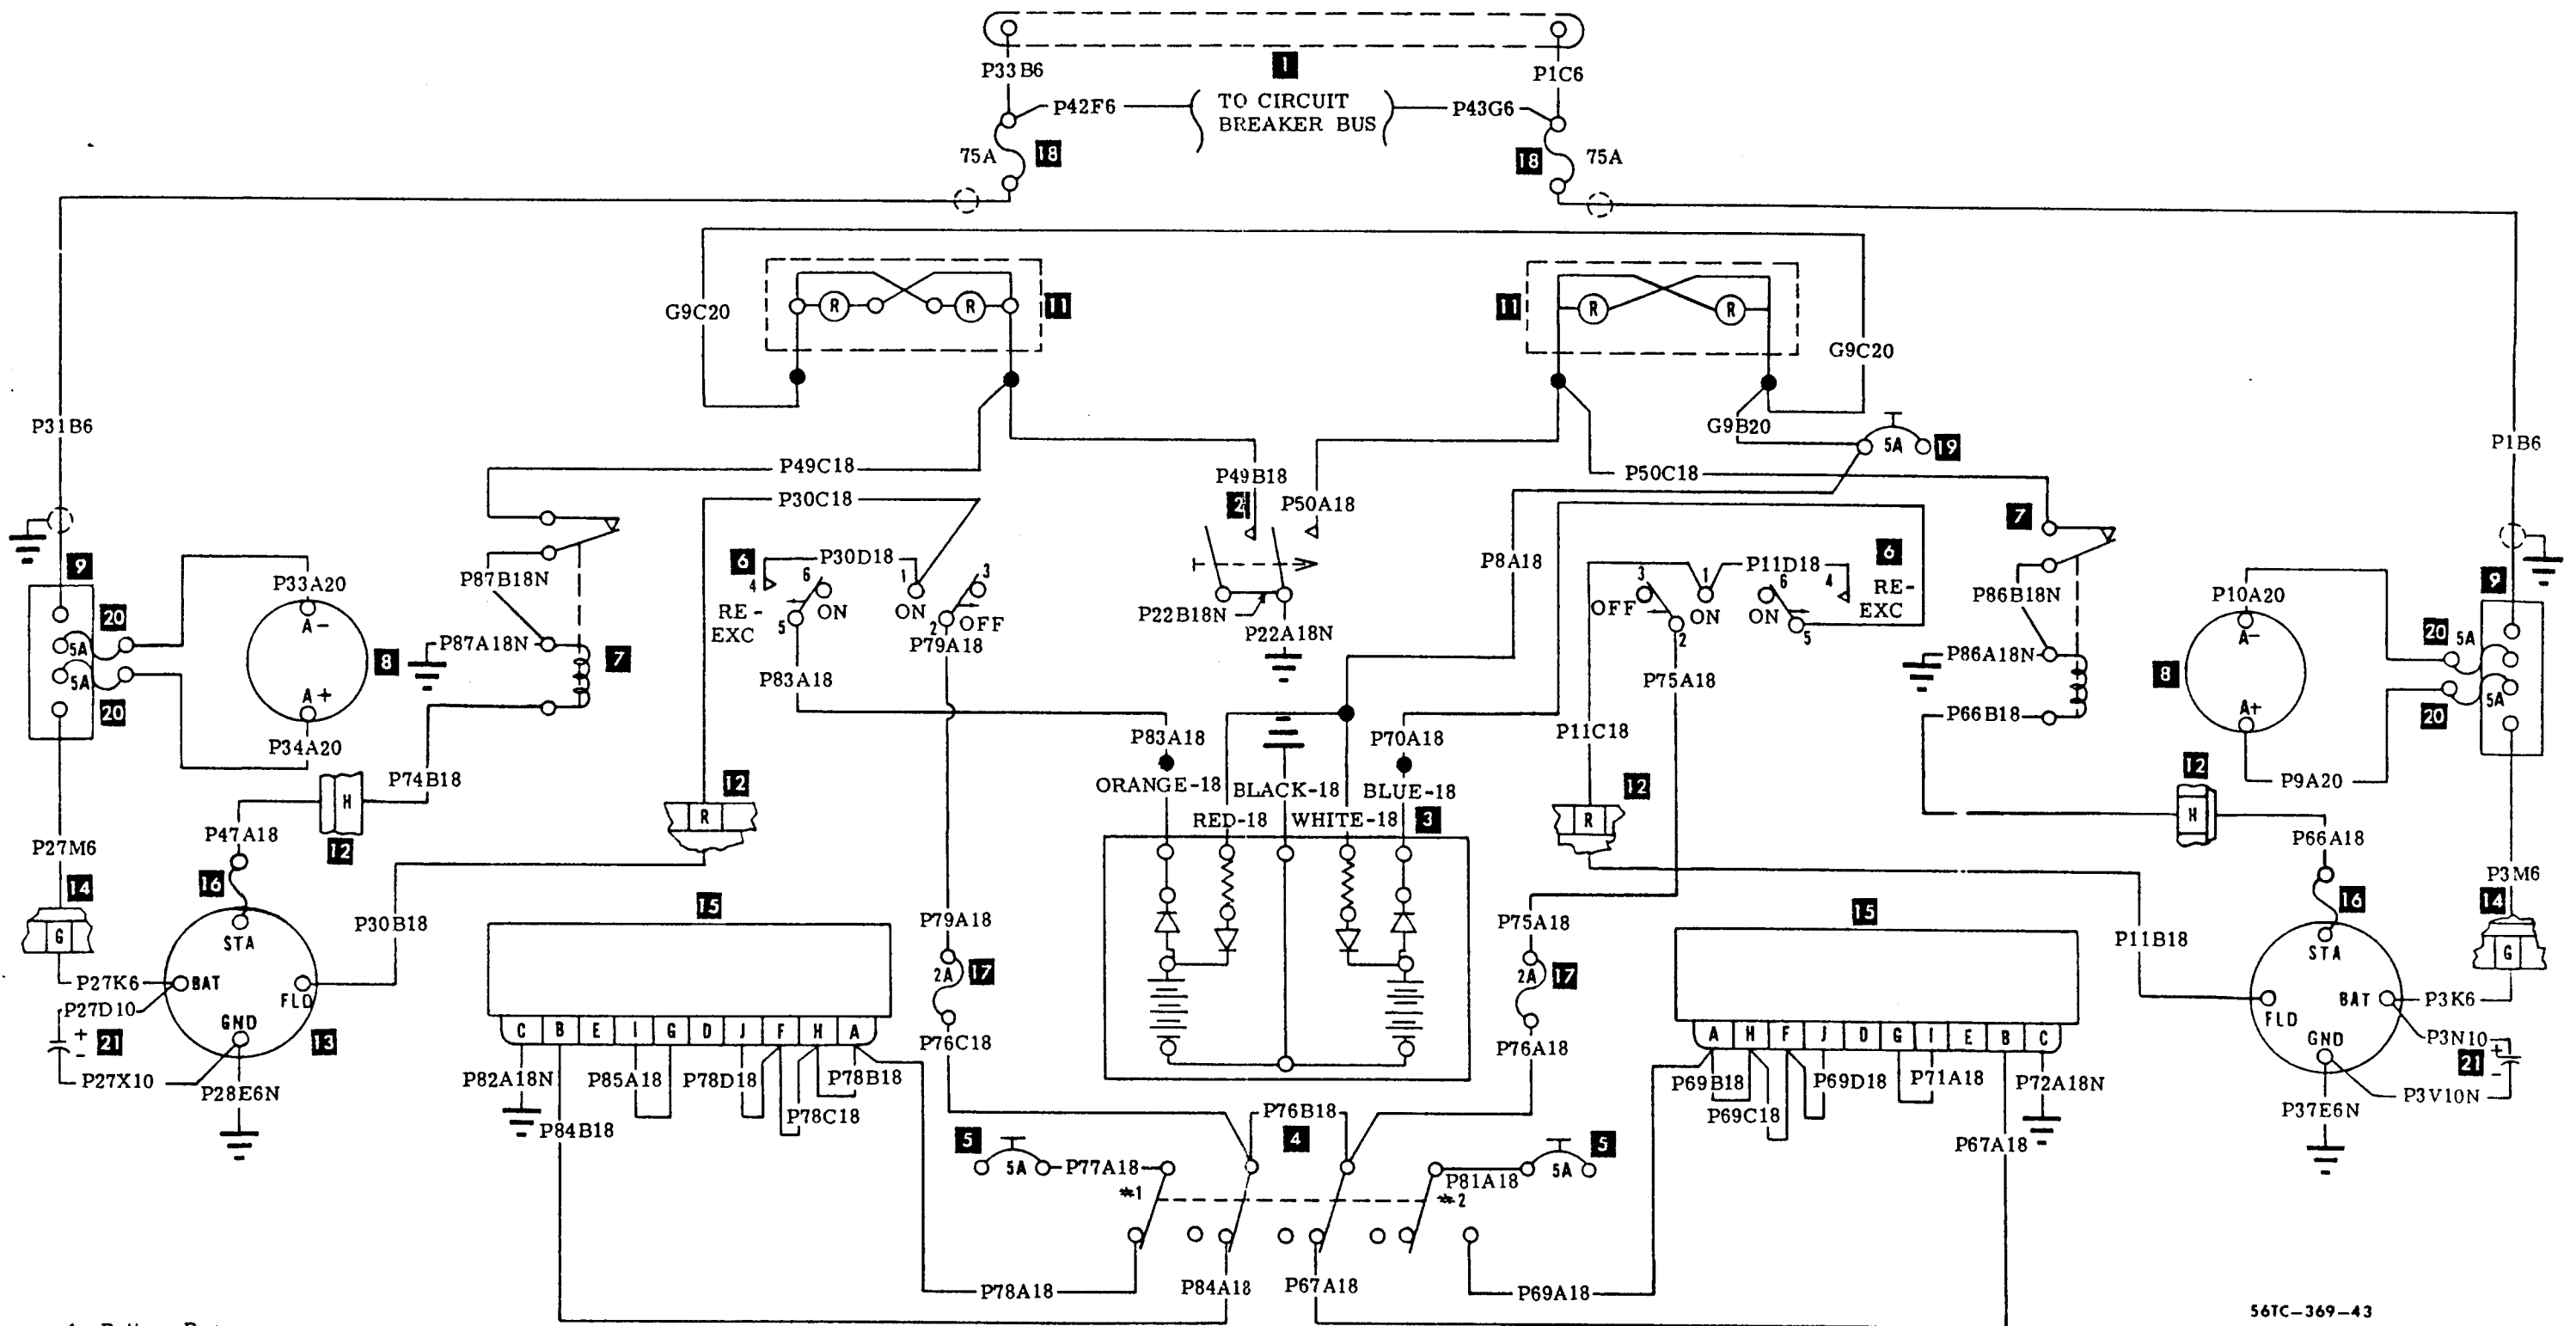 1
P33B6
P1C6
P42F6
TO CIRCUIT
BREAKER BUS
P43G6
75A
18
18
75A
G9C20
R
R
11
11
R
R
G9C20
P31B6
G9B20
5A
19
P1B6
P49C18
P49B18
P50C18
P30C18
2
P50A18
7
P87B18N
6
P30D18
P8A18
P11D18
6
4
6
1
3
3
1
6
4
RE-
EXC
ON
ON
OFF
OFF
ON
ON
RE-
EXC
5
2
2
5
P22B18N
P22A18N
P86B18N
9
P33A20
P10A20
9
20
A-
A-
20
5A
5A
8
P87A18N
7
P79A18
P86A18N
8
5A
5A
20
A+
P83A18
P75A18
A+
20
P66B18
P34A20
P74B18
P83A18
P70A18
P11C18
P9A20
12
ORANGE-18
BLACK-18
BLUE-18
12
12
H
R
RED-18
WHITE-18
3
R
H
P47A18
12
P27M6
P66A18
14
16
P3M6
16
14
G
STA
P30B18
15
P79A18
P75A18
15
P11B18
STA
G
P27K6
BAT
FLD
2A
17
2A
17
FLD
BAT
P3K6
P27D10
GND
13
C
B
E
I
G
D
J
F
H
A
P76C18
P76A18
A
H
F
J
D
G
I
E
B
C
GND
P3N10
+
-
21
+
-
21
P27X10
P28E6N
P82A18N
P85A18
P78D18
P78B18
P69B18
P69D18
P71A18
P72A18N
P3V10N
P78C18
P69C18
P37E6N
P84B18
P76B18
P67A18
5
4
5
5A
P77A18
P81A18
5A
*1
*2
P78A18
P84A18
P67A18
P69A18
56TC-369-43